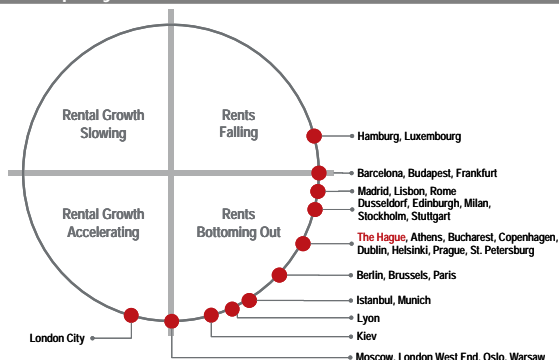 Rental Growth
Slowing
Rents
Falling
Rental Growth
Accelerating
Rents
Bottoming Out
Hamburg, Luxembourg
Barcelona, Budapest, Frankfurt
Madrid, Lisbon, Rome
Dusseldorf, Edinburgh, Milan,
Stockholm, Stuttgart
The Hague, Athens, Bucharest, Copenhagen,
Dublin, Helsinki, Prague, St. Petersburg
Berlin, Brussels, Paris
Istanbul, Munich
Lyon
Kiev
London City
Moscow, London West End, Oslo, Warsaw